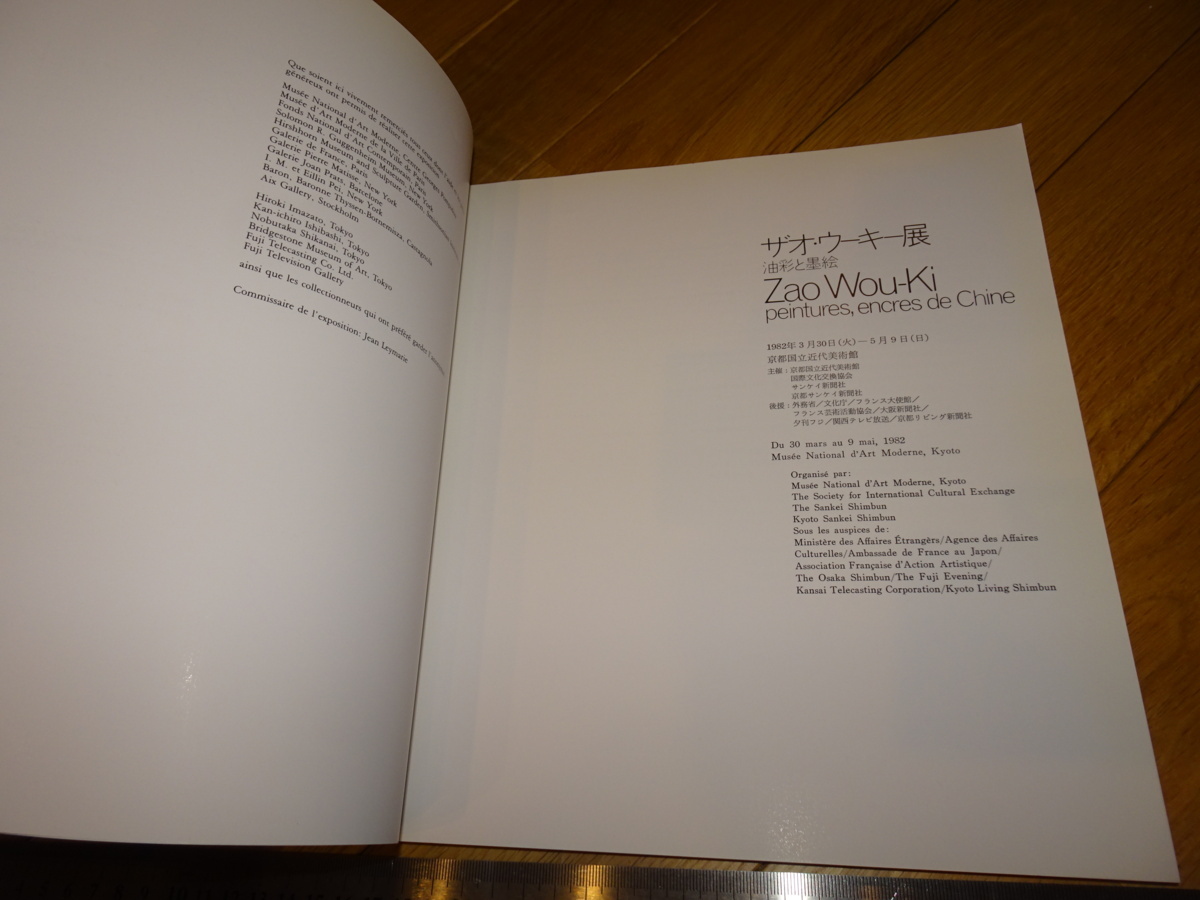 Que soient ici vivement remerciés tous ceux dont l'aide
généreux ont permis de réaliser cette exposition
Musée National d'Art Moderne, Centre Georges Pompidou
Musée d'Art Moderne de la Ville de Paris
Fonds National d'Art Contemporain, Paris
Solomon R. Guggenheim Museum, New York
Hirshhorn Museum and Sculpture Garden, Smithsonian
Galerie de France, Paris
Galerie Pierre Matisse, New York
Galerie Joan Prats, Barcelone
I. M. et Eillin Pei, New York
Baron, Baronne Thyssen-Bornemisza, Castagnola
Aix Gallery, Stockholm
Hiroki Imazato, Tokyo
Kan-ichiro Ishibashi, Tokyo
Nobutaka Shikanai, Tokyo
Bridgestone Museum of Art, Tokyo
Fuji Telecasting Co. Ltd.
Fuji Television Gallery
ainsi que les collectionneurs qui ont préféré garder l'anonymat
Commissaire de l'exposition: Jean Leymarie
ザオ・ウーキー展
油彩と墨絵
Zao Wou-Ki
peintures, encres de Chine
1982年3月30日(火)—5月9日(日)
京都国立近代美術館
主催:京都国立近代美術館
国際文化交換協会
サンケイ新聞社
京都サンケイ新聞社
後援:外務省/文化庁/フランス大使館/
フランス芸術活動協会/大阪新聞社/
夕刊フジ/関西テレビ放送/京都リビング新聞社
Du 30 mars au 9 mai, 1982
Musée National d'Art Moderne, Kyoto
Organisé par:
Musée National d'Art Moderne, Kyoto
The Society for International Cultural Exchange
The Sankei Shimbun
Kyoto Sankei Shimbun
Sous les auspices de:
Ministère des Affaires Étrangèrs/Agence des Affaires
Culturelles/Ambassade de France au Japon/
Association Française d'Action Artistique/
The Osaka Shimbun/The Fuji Evening/
Kansai Telecasting Corporation/Kyoto Living Shimbun